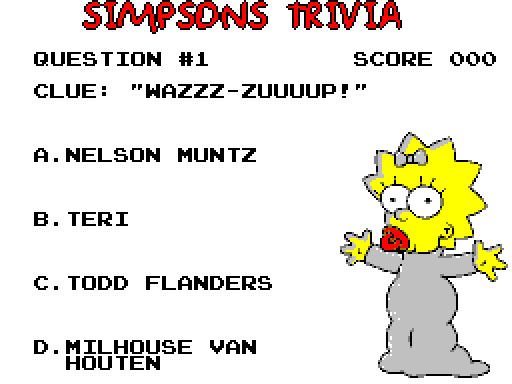 SIMPSONS TRIVIA
QUESTION #1 SCORE 000
CLUE: "WAZZZ-ZUUUUP!"
A.NELSON MUNTZ
B.TERI
C.TODD FLANDERS
D.MILHOUSE VAN
HOUTEN